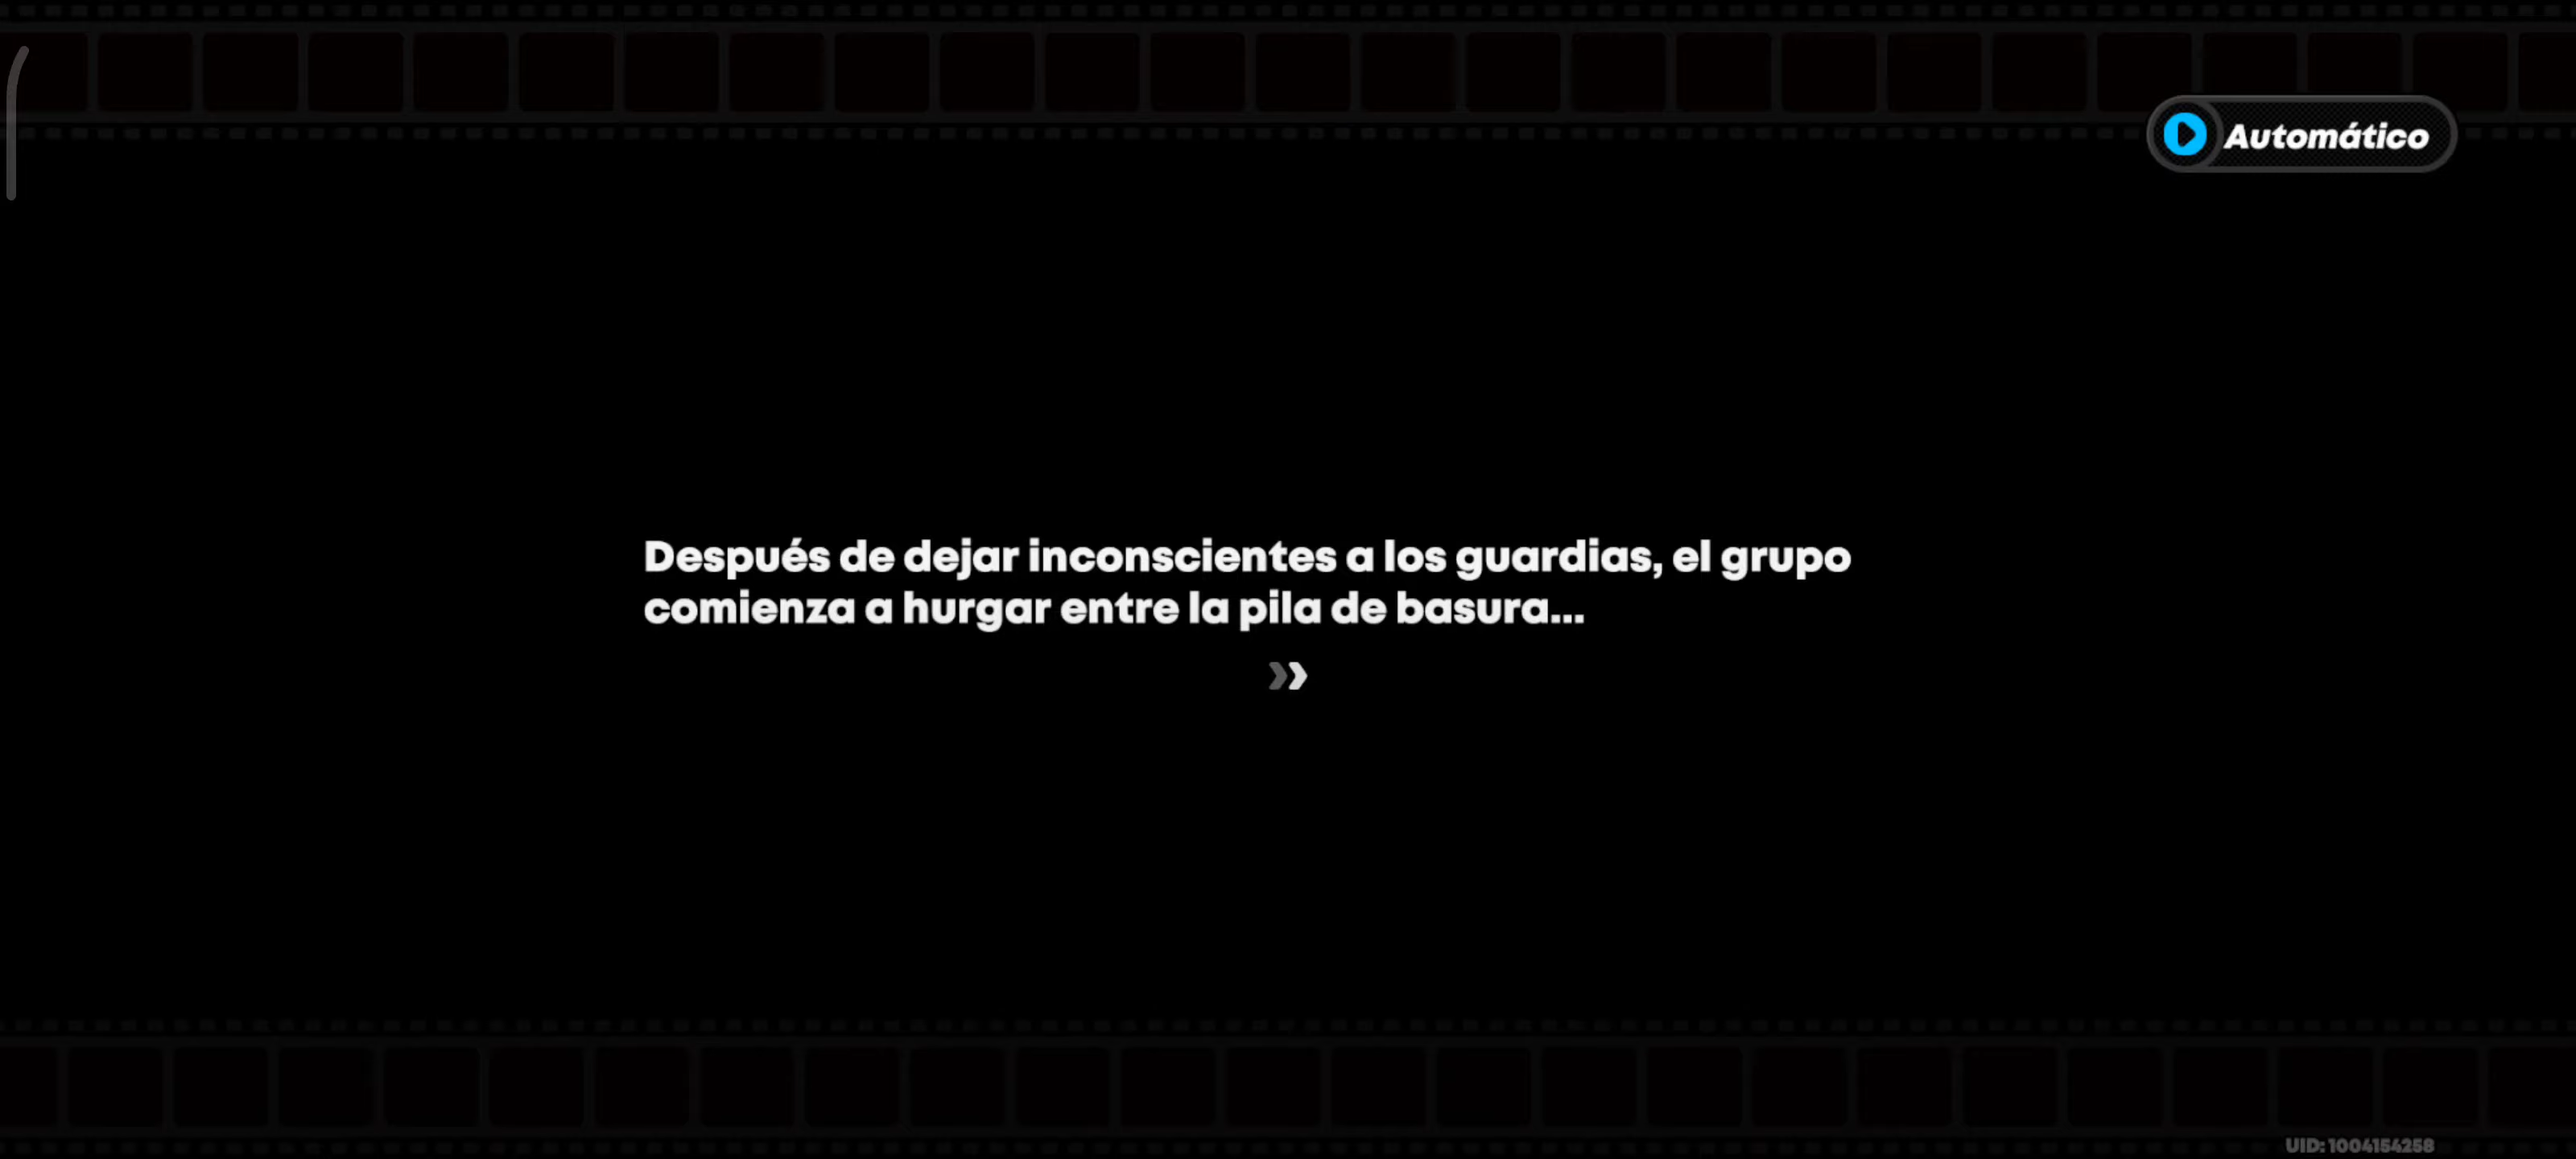 Automático
Después de dejar inconscientes a los guardias, el grupo
comienza a hurgar entre la pila de basura...
UID: 1004154258